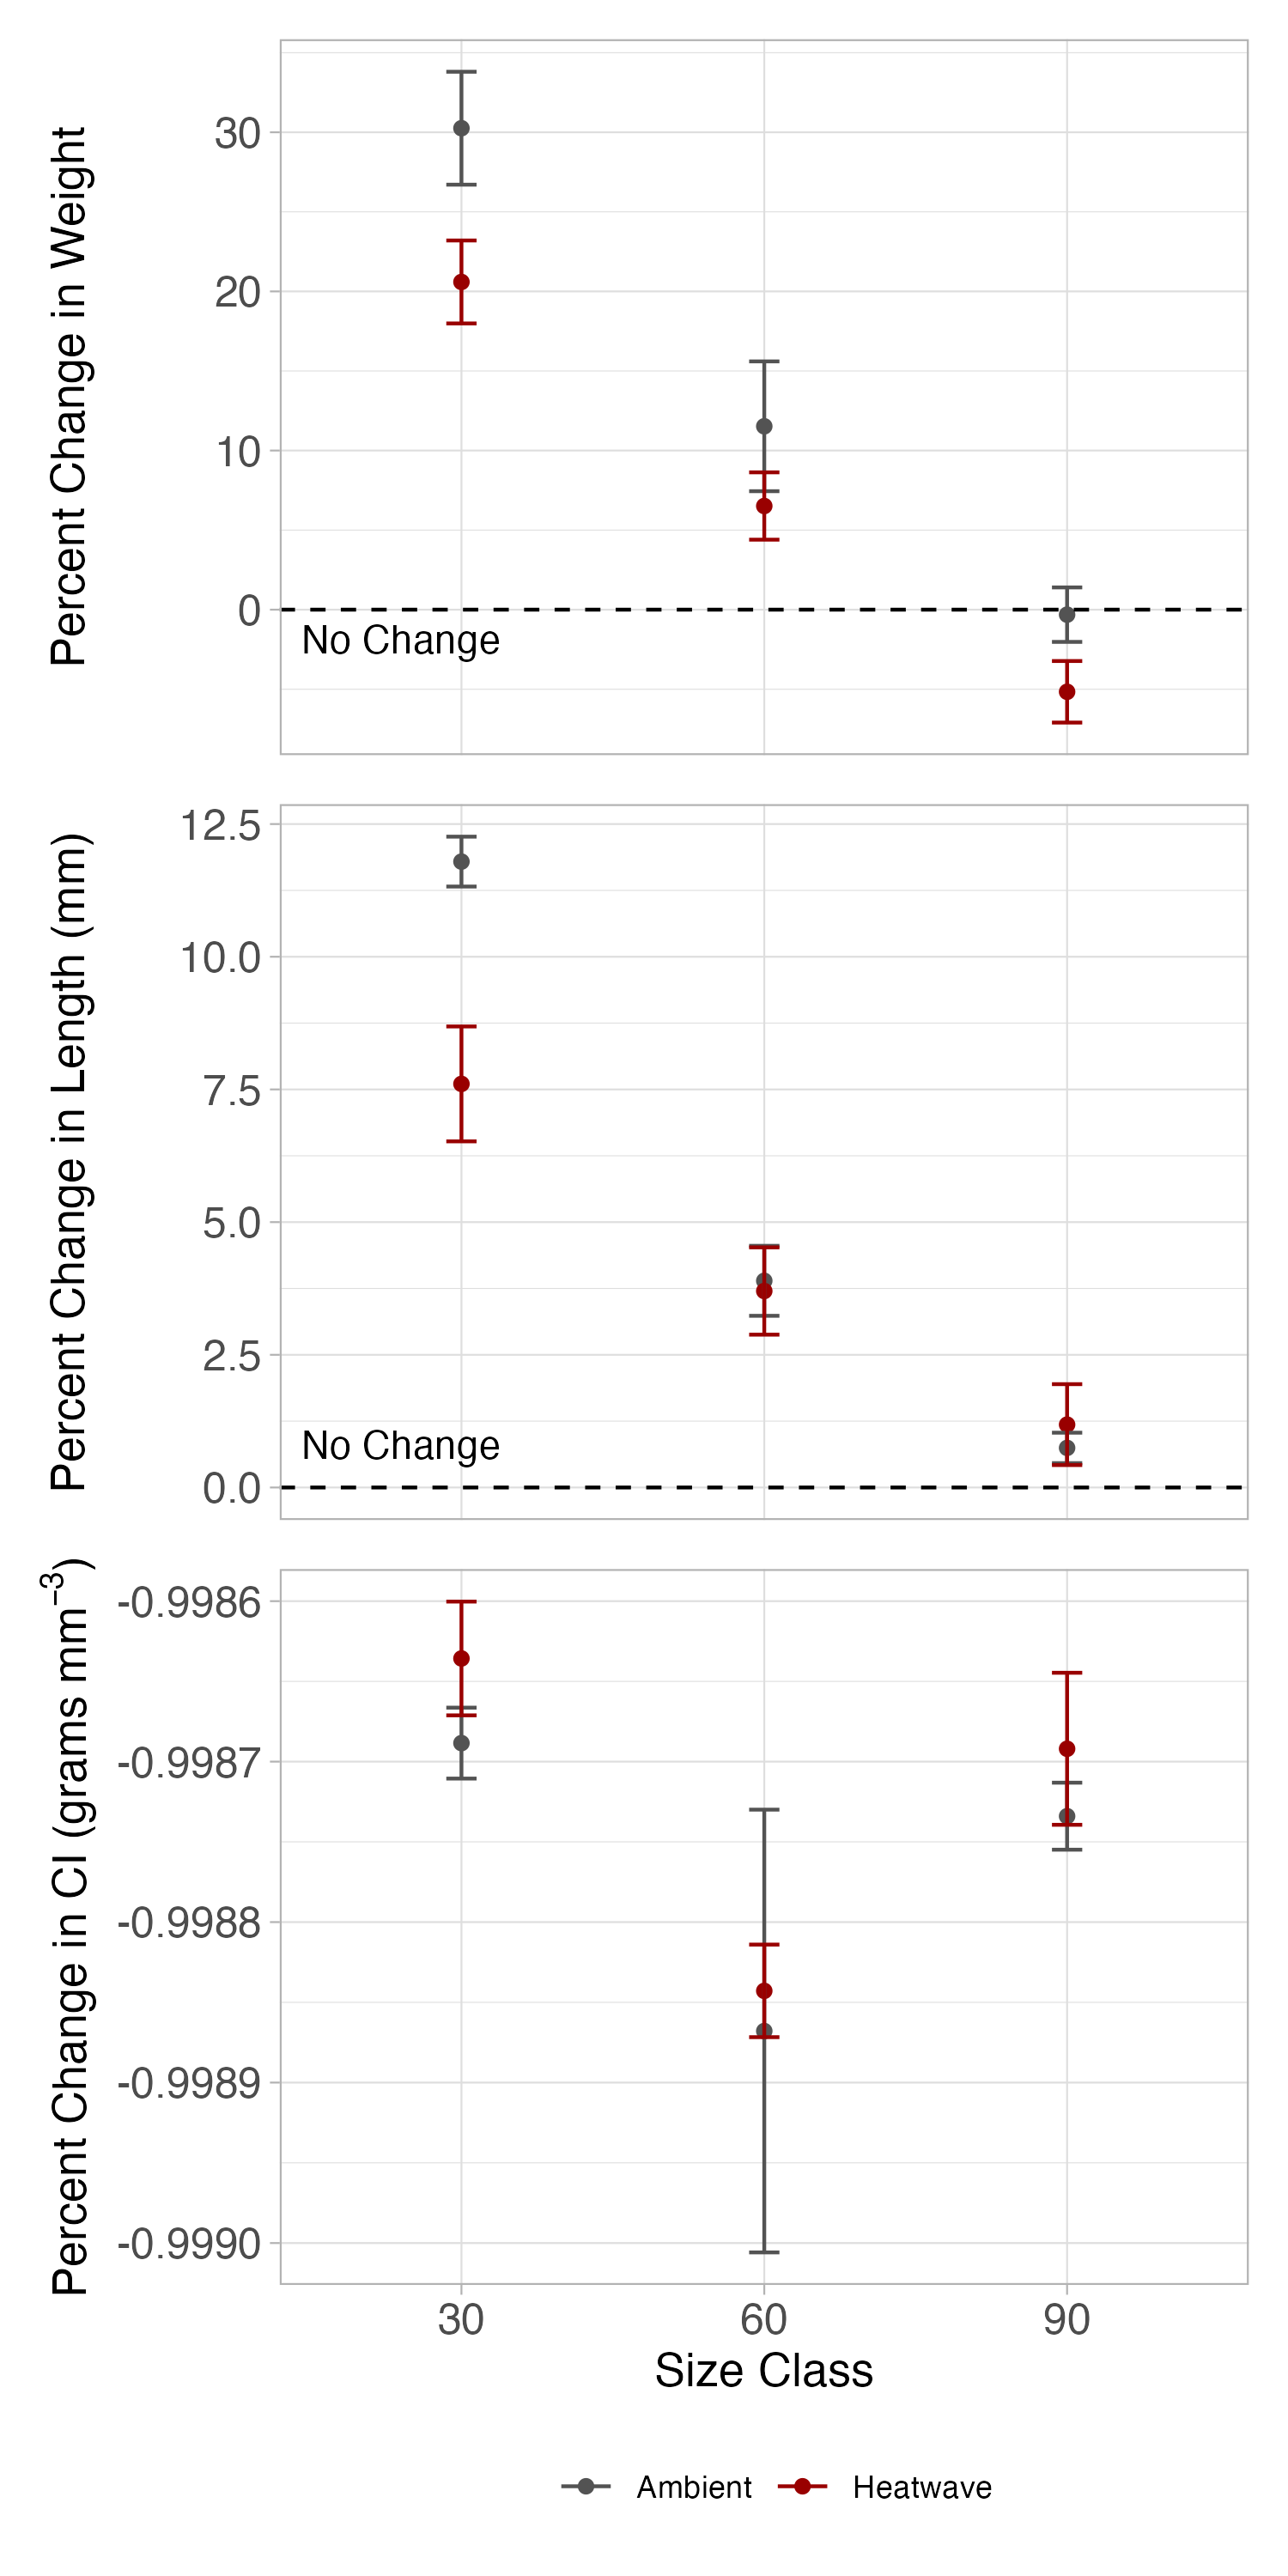 Percent Change in Weight
30
20
10
0
No Change
Percent Change in Length (mm)
12.5
10.0
7.5
5.0
2.5
0.0
No Change
Percent Change in CI (grams mm⁻³)
-0.9986
-0.9987
-0.9988
-0.9989
-0.9990
30 60 90
Size Class
Ambient Heatwave